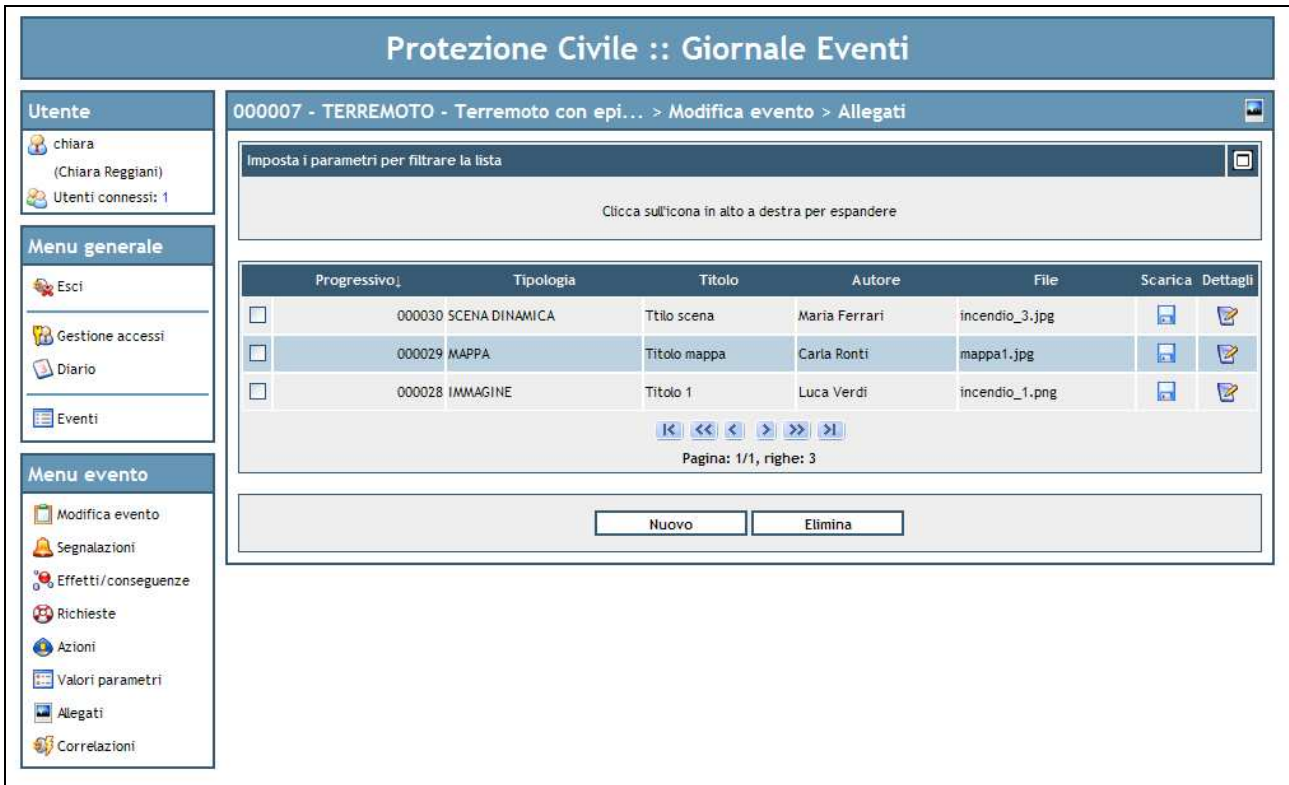 Protezione Civile :: Giornale Eventi
Utente
chiara
(Chiara Reggiani)
Utenti connessi: 1
Menu generale
Esci
Gestione accessi
Diario
Eventi
Menu evento
Modifica evento
Segnalazioni
Effetti/conseguenze
Richieste
Azioni
Valori parametri
Allegati
Correlazioni
000007 - TERREMOTO - Terremoto con epi... > Modifica evento > Allegati
Imposta i parametri per filtrare la lista
Clicca sull'icona in alto a destra per espandere
Progressivo↓ Tipologia Titolo Autore File Scarica Dettagli
000030 SCENA DINAMICA Ttilo scena Maria Ferrari incendio_3.jpg
000029 MAPPA Titolo mappa Carla Ronti mappa1.jpg
000028 IMMAGINE Titolo 1 Luca Verdi incendio_1.png
Pagina: 1/1, righe: 3
Nuovo Elimina